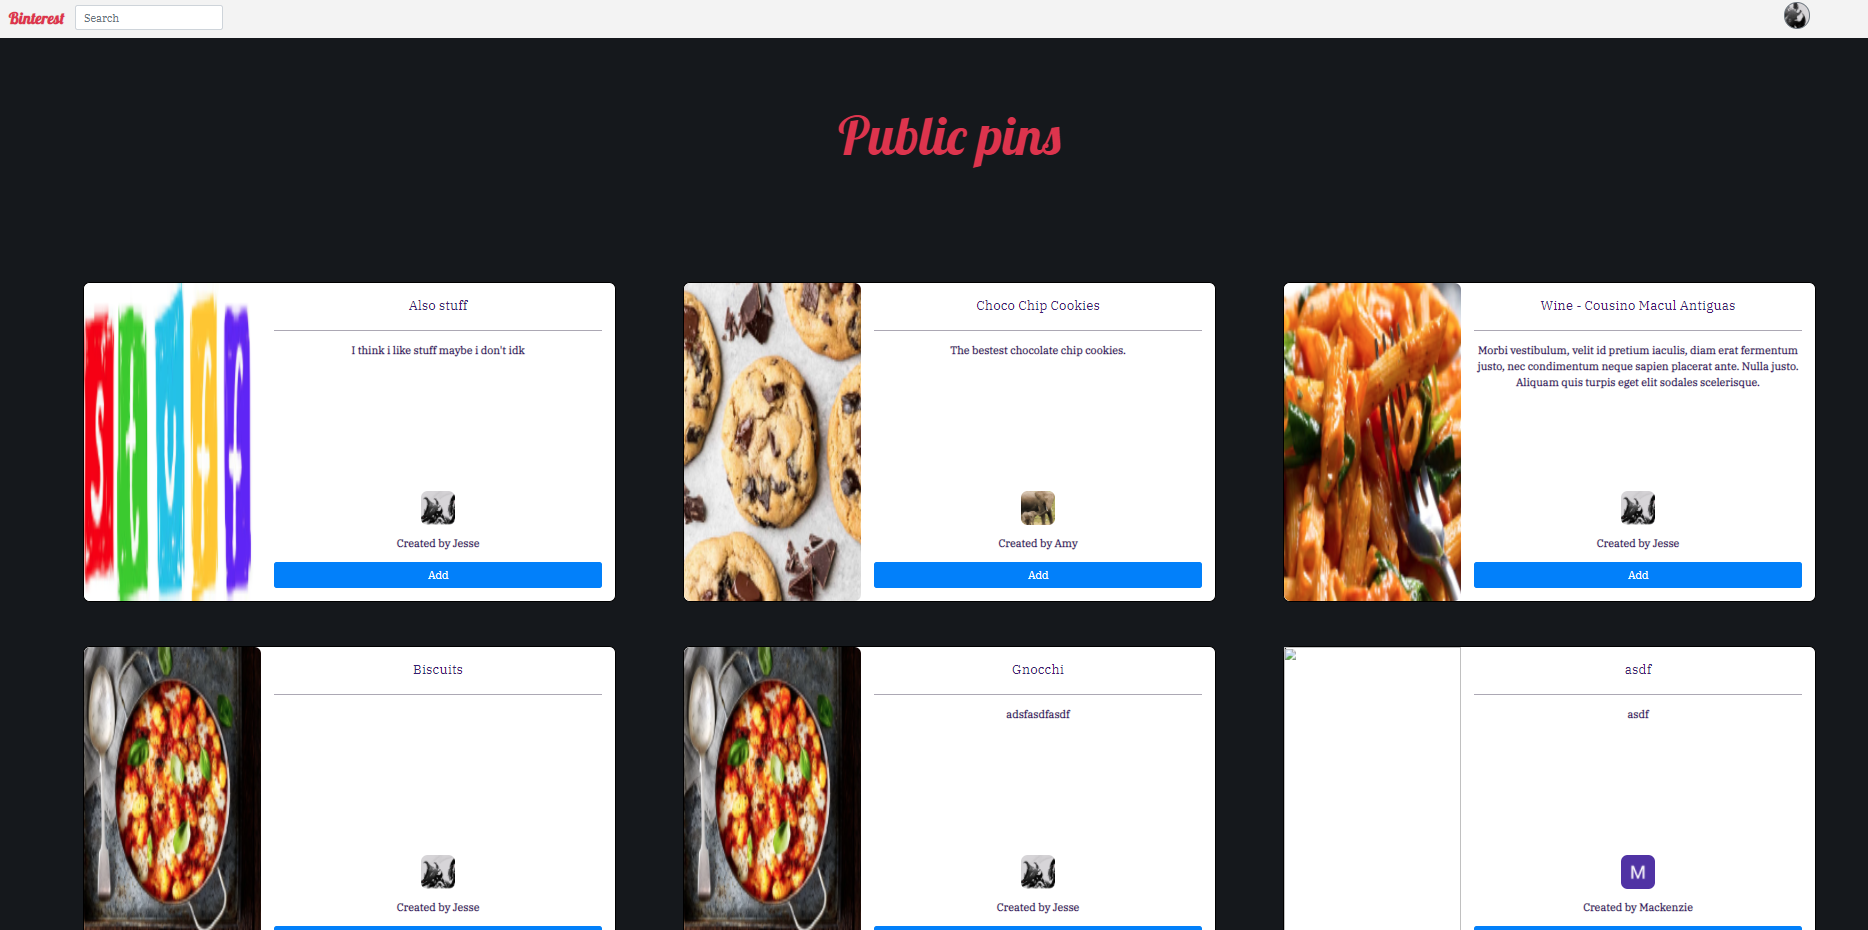 Binterest
Search
Public pins
Also stuff
I think i like stuff maybe i don't idk
Created by Jesse
Add
stuff
Choco Chip Cookies
The bestest chocolate chip cookies.
Created by Amy
Add
Wine - Cousino Macul Antiguas
Morbi vestibulum, velit id pretium iaculis, diam erat fermentum
justo, nec condimentum neque sapien placerat ante. Nulla justo.
Aliquam quis turpis eget elit sodales scelerisque.
Created by Jesse
Add
Biscuits
Created by Jesse
Gnocchi
adsfasdfasdf
Created by Jesse
asdf
asdf
M
Created by Mackenzie